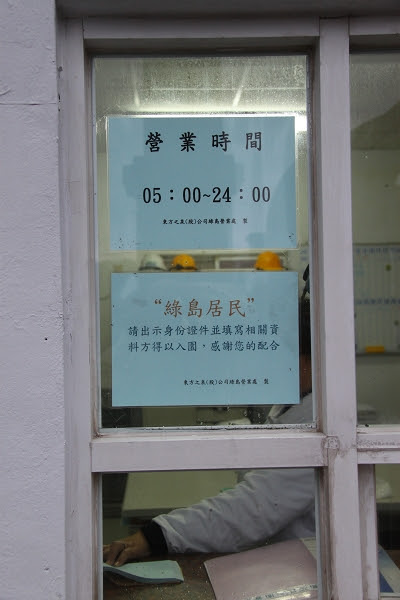 營業時間
05：00~24：00
東方之美(股)公司綠島營業處 製
“綠島居民”
請出示身份證件並填寫相關資
料方得以入園，感謝您的配合
東方之美(股)公司綠島營業處 製